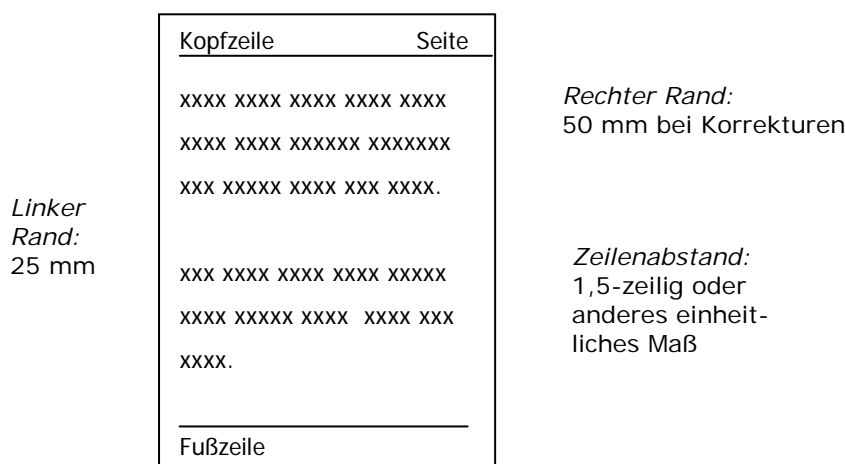 Kopfzeile Seite
xxxx xxxx xxxx xxxx xxxx
xxxx xxxx xxxxxx xxxxxxx
xxx xxxxx xxxx xxx xxxx.
xxx xxxx xxxx xxxx xxxxx
xxxx xxxxx xxxx xxxx xxx
xxxx.
Fußzeile
Linker
Rand:
25 mm
Rechter Rand:
50 mm bei Korrekturen
Zeilenabstand:
1,5-zeilig oder
anderes einheit-
liches Maß